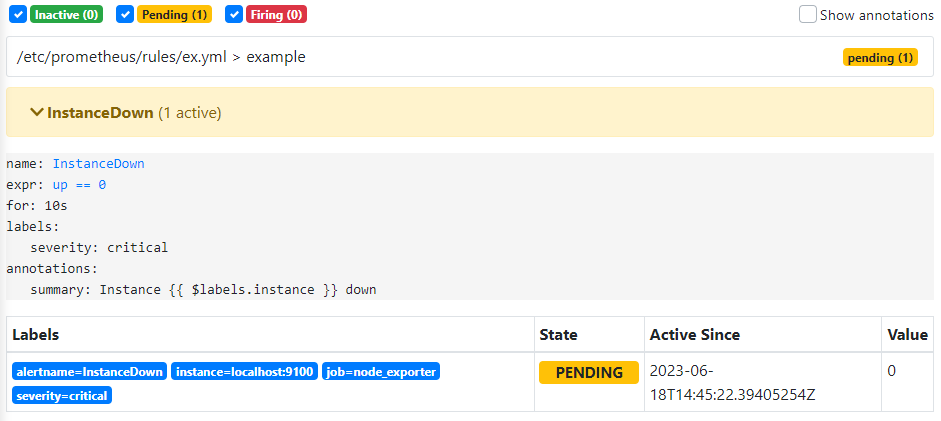 Inactive (0) Pending (1) Firing (0) Show annotations
/etc/prometheus/rules/ex.yml > example pending (1)
InstanceDown (1 active)
name: InstanceDown
expr: up == 0
for: 10s
labels:
severity: critical
annotations:
summary: Instance {{ $labels.instance }} down
Labels State Active Since Value
alertname=InstanceDown instance=localhost:9100 job=node_exporter PENDING 2023-06- 0
severity=critical 18T14:45:22.39405254Z